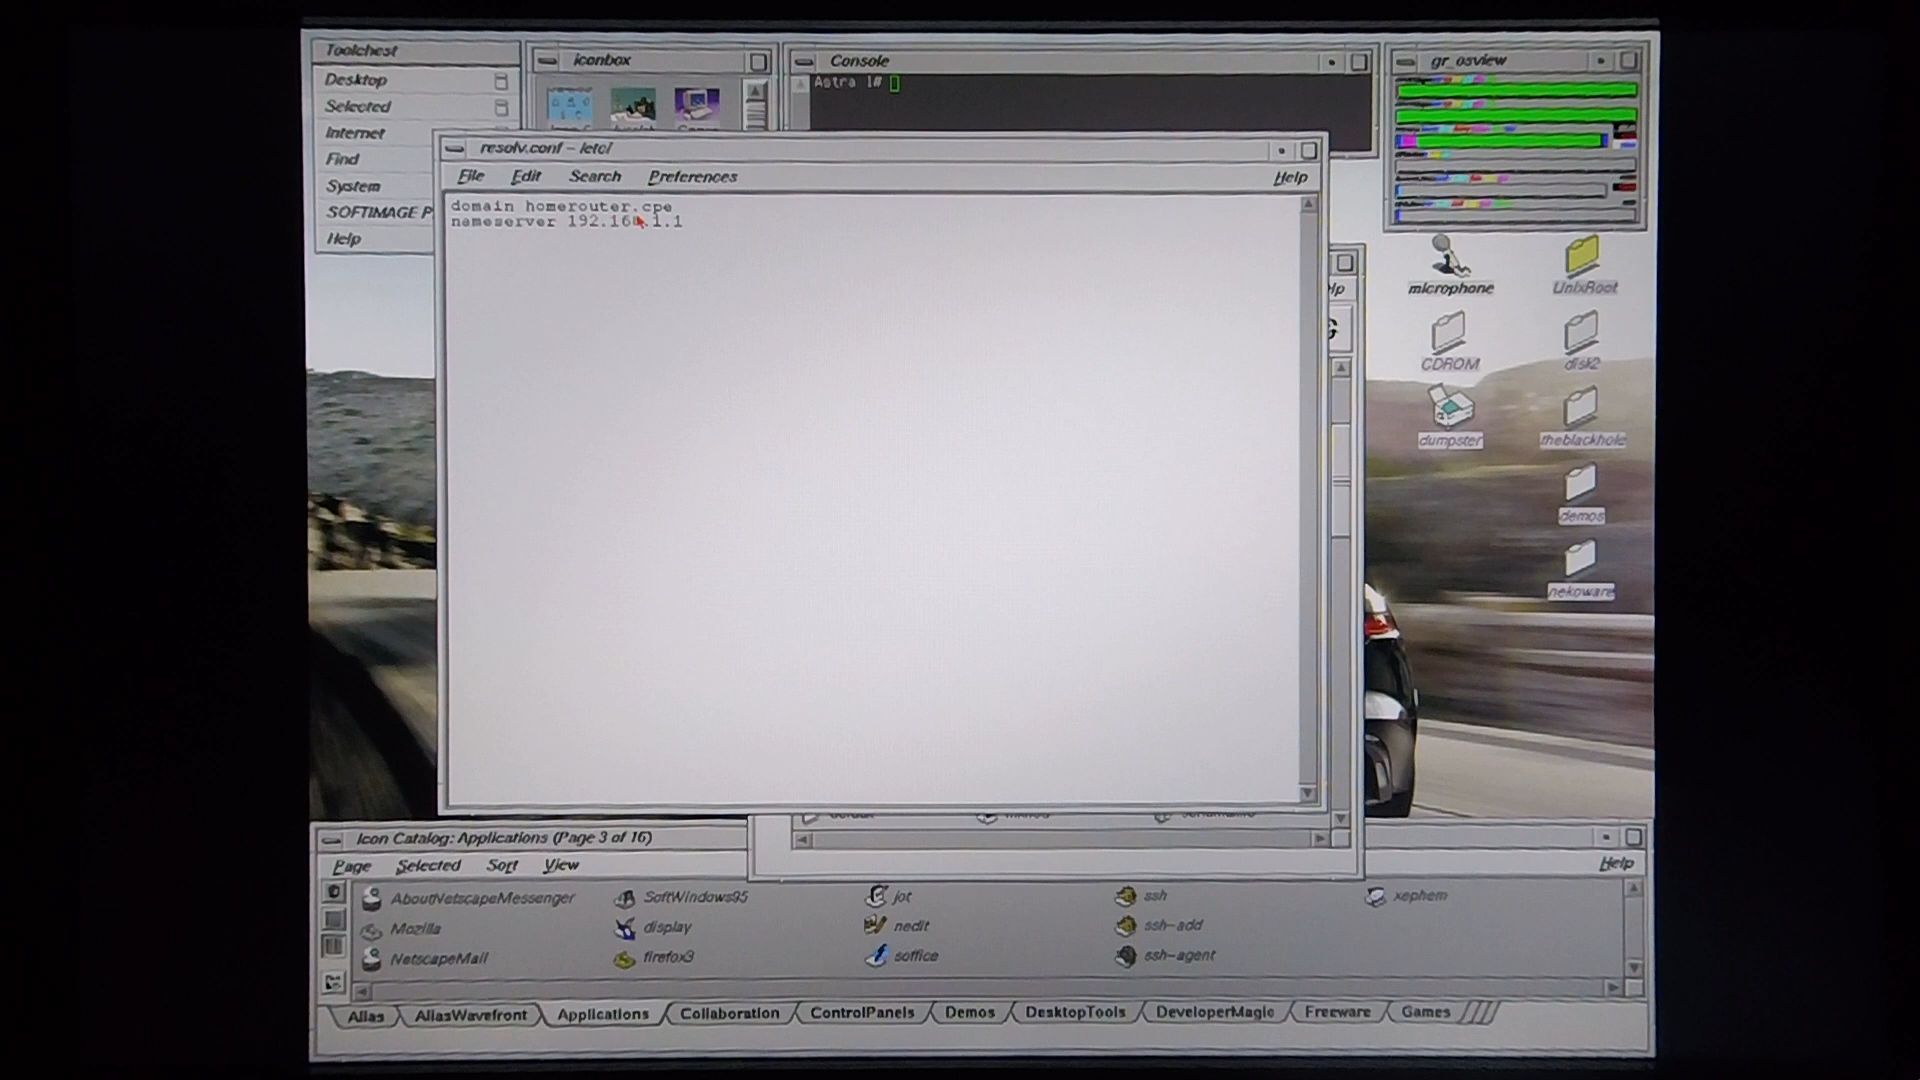 Toolchest
Desktop
Selected
Internet
Find
System
SOFTIMAGE P
Help
iconbox
Console
Astra 1#
gr_osview
resolv.conf - /etc/
File Edit Search Preferences Help
domain homerouter.cpe
nameserver 192.168.1.1
lp
microphone
UnixRoot
CDROM
disk2
dumpster
theblackhole
demos
nekoware
Icon Catalog: Applications (Page 3 of 16)
Page Selected Sort View Help
AboutNetscapeMessenger SoftWindows95 jot ssh xephem
Mozilla display nedit ssh-add
NetscapeMail firefox3 soffice ssh-agent
Alias AliasWavefront Applications Collaboration ControlPanels Demos DesktopTools DeveloperMagic Freeware Games